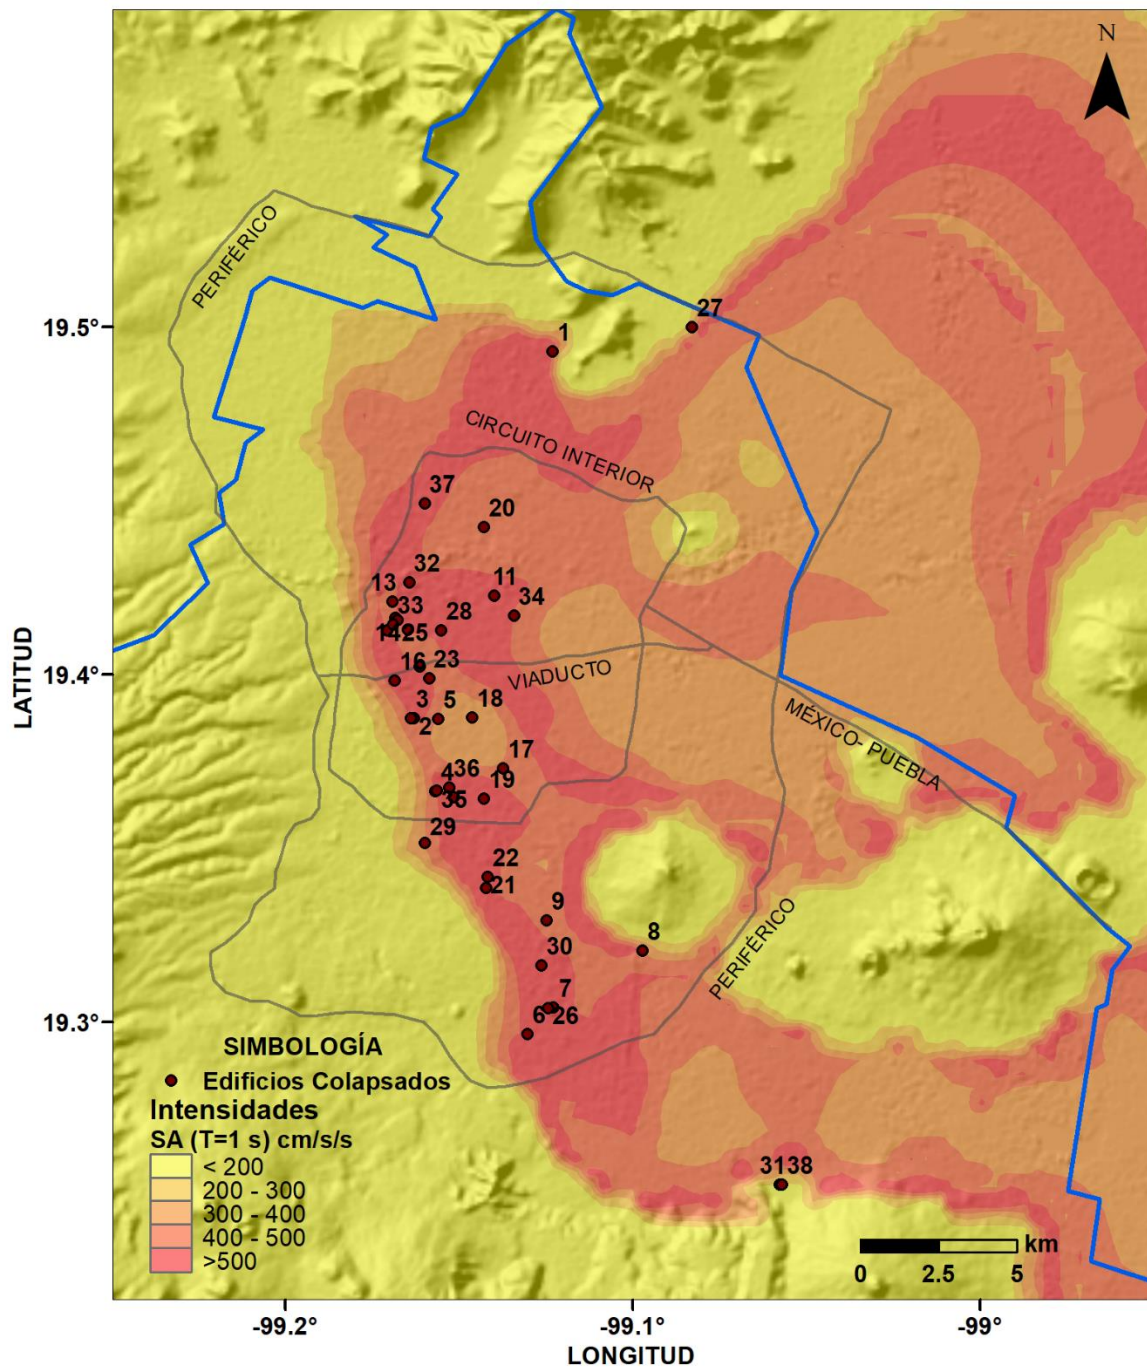 N
PERIFÉRICO
27
19.5°
1
CIRCUITO INTERIOR
37
20
32
13
11
33
34
28
14
25
16
23
19.4°
VIADUCTO
3
5
18
2
MÉXICO- PUEBLA
17
4
36
19
35
29
22
21
9
8
30
PERIFÉRICO
7
6
26
19.3°
LATITUD
SIMBOLOGÍA
Edificios Colapsados
Intensidades
SA (T=1 s) cm/s/s
< 200
200 - 300
300 - 400
400 - 500
>500
3138
km
0 2.5 5
-99.2° -99.1° -99°
LONGITUD